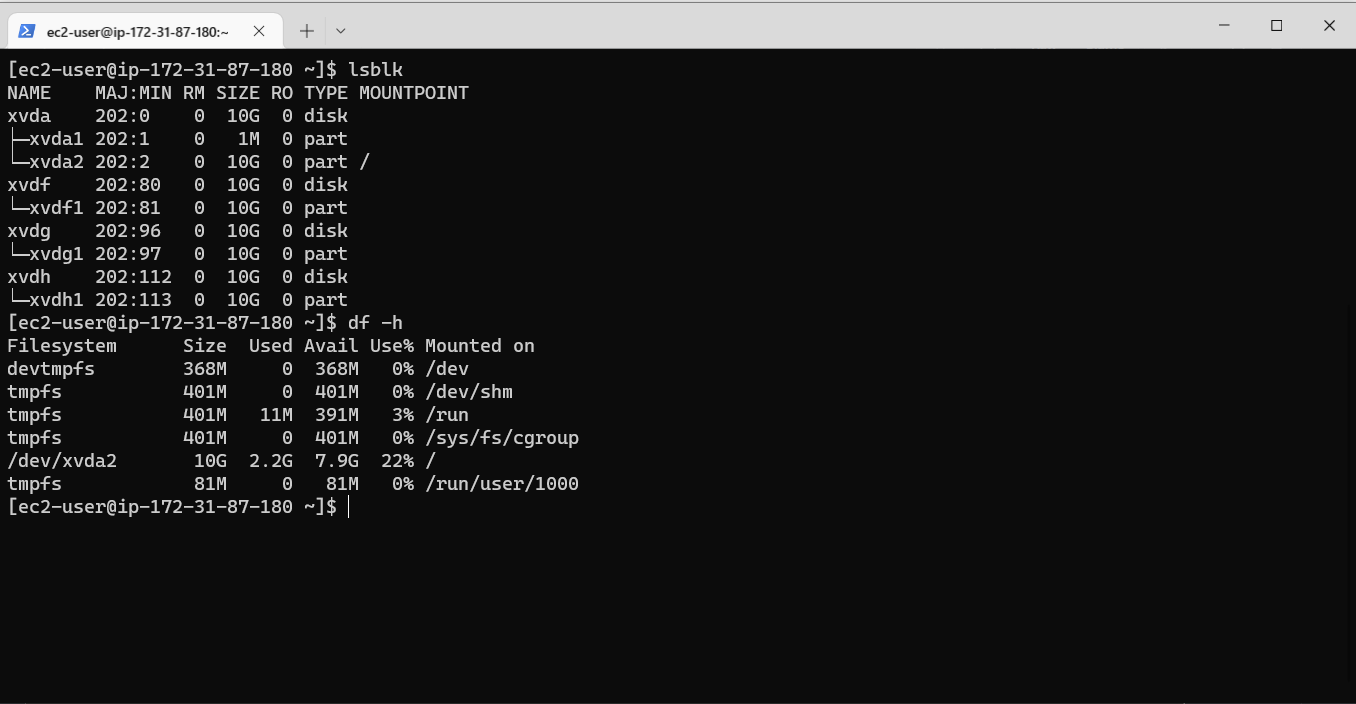 ec2-user@ip-172-31-87-180:~
[ec2-user@ip-172-31-87-180 ~]$ lsblk
NAME    MAJ:MIN RM SIZE RO TYPE MOUNTPOINT
xvda    202:0    0  10G  0 disk
├─xvda1 202:1    0   1M  0 part
└─xvda2 202:2    0  10G  0 part /
xvdf    202:80   0  10G  0 disk
└─xvdf1 202:81   0  10G  0 part
xvdg    202:96   0  10G  0 disk
└─xvdg1 202:97   0  10G  0 part
xvdh    202:112  0  10G  0 disk
└─xvdh1 202:113  0  10G  0 part
[ec2-user@ip-172-31-87-180 ~]$ df -h
Filesystem      Size  Used Avail Use% Mounted on
devtmpfs        368M     0  368M   0% /dev
tmpfs           401M     0  401M   0% /dev/shm
tmpfs           401M   11M  391M   3% /run
tmpfs           401M     0  401M   0% /sys/fs/cgroup
/dev/xvda2       10G  2.2G  7.9G  22% /
tmpfs            81M     0   81M   0% /run/user/1000
[ec2-user@ip-172-31-87-180 ~]$